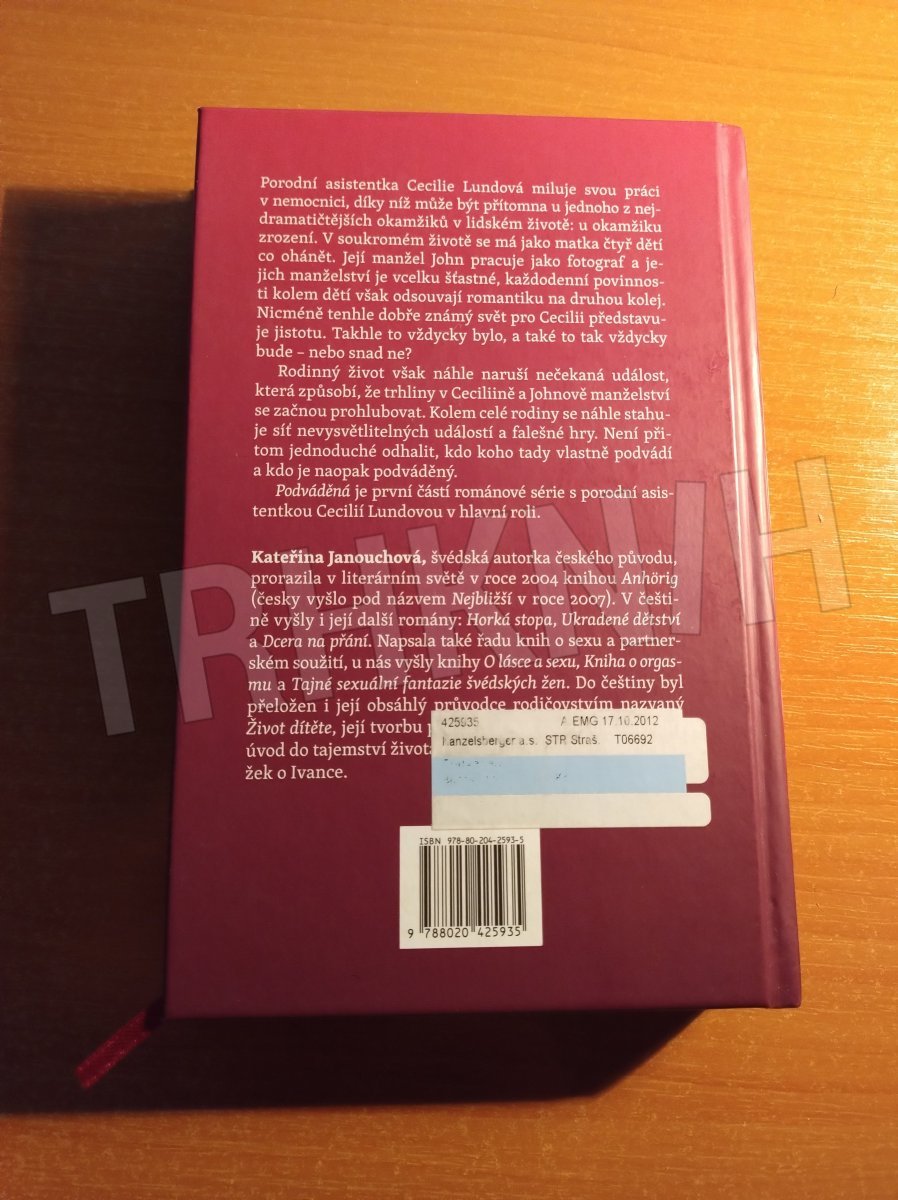 Porodní asistentka Cecilie Lundová miluje svou práci
v nemocnici, díky níž může být přítomna u jednoho z nej-
dramatičtějších okamžiků v lidském životě: u okamžiku
zrození. V soukromém životě se má jako matka čtyř dětí
co ohánět. Její manžel John pracuje jako fotograf a je-
jich manželství je vcelku šťastné, každodenní povinnos-
ti kolem dětí však odsouvají romantiku na druhou kolej.
Nicméně tenhle dobře známý svět pro Cecilii představu-
je jistotu. Takhle to vždycky bylo, a také to tak vždycky
bude – nebo snad ne?
Rodinný život však náhle naruší nečekaná událost,
která způsobí, že trhliny v Ceciliině a Johnově manželství
se začnou prohlubovat. Kolem celé rodiny se náhle stahu-
je síť nevysvětlitelných událostí a falešné hry. Není při-
tom jednoduché odhalit, kdo koho tady vlastně podvádí
a kdo je naopak podváděný.
Podváděná je první částí románové série s porodní asis-
tentkou Cecilií Lundovou v hlavní roli.
Kateřina Janouchová, švédská autorka českého původu,
prorazila v literárním světě v roce 2004 knihou Anhörig
(česky vyšlo pod názvem Nejbližší v roce 2007). V češti-
ně vyšly i její další romány: Horká stopa, Ukradené dětství
a Dcera na přání. Napsala také řadu knih o sexu a partner-
ském soužití, u nás vyšly knihy O lásce a sexu, Kniha o orgas-
mu a Tajné sexuální fantazie švédských žen. Do češtiny byl
přeložen i její obsáhlý průvodce rodičovstvím nazvaný
Život dítěte, její tvorbu
úvod do tajemství
žek o Ivance.
425935 A EMG 17.10.2012
Kanzelsberger a.s. STR Straš. T06692
ISBN 978-80-204-2593-5
9 788020 425935
TRHKNIH